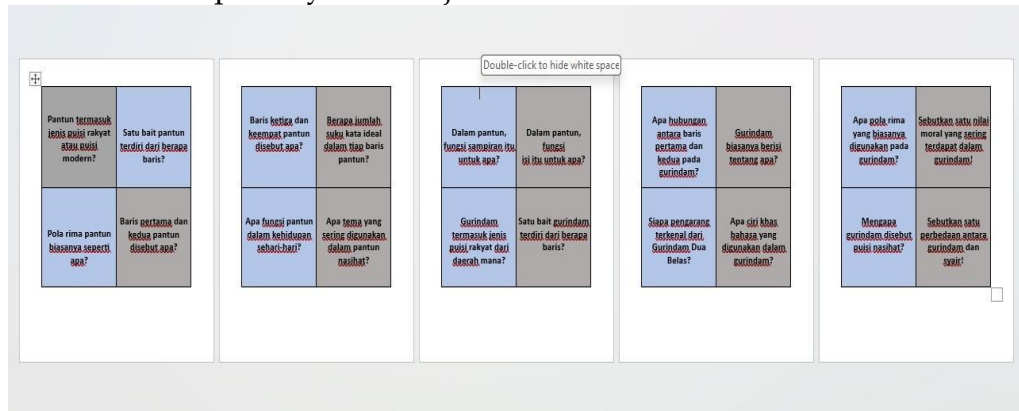 Double-click to hide white space
Pantun termasuk
jenis puisi rakyat
atau puisi
modern?
Satu bait pantun
terdiri dari berapa
baris?
Pola rima pantun
biasanya seperti
apa?
Baris pertama dan
kedua pantun
disebut apa?
Baris ketiga dan
keempat pantun
disebut apa?
Berapa jumlah
suku kata ideal
dalam tiap baris
pantun?
Apa fungsi pantun
dalam kehidupan
sehari-hari?
Apa tema yang
sering digunakan
dalam pantun
nasihat?
Dalam pantun,
fungsi sampiran itu
untuk apa?
Dalam pantun,
fungsi
isi itu untuk apa?
Gurindam
termasuk jenis
puisi rakyat dari
daerah mana?
Satu bait gurindam
terdiri dari berapa
baris?
Apa hubungan
antara baris
pertama dan
kedua pada
gurindam?
Gurindam
biasanya berisi
tentang apa?
Siapa pengarang
terkenal dari
Gurindam Dua
Belas?
Apa ciri khas
bahasa yang
digunakan dalam
gurindam?
Apa pola rima
yang biasanya
digunakan pada
gurindam?
Sebutkan satu nilai
moral yang sering
terdapat dalam
gurindam!
Mengapa
gurindam disebut
puisi nasihat?
Sebutkan satu
perbedaan antara
gurindam dan
syair!